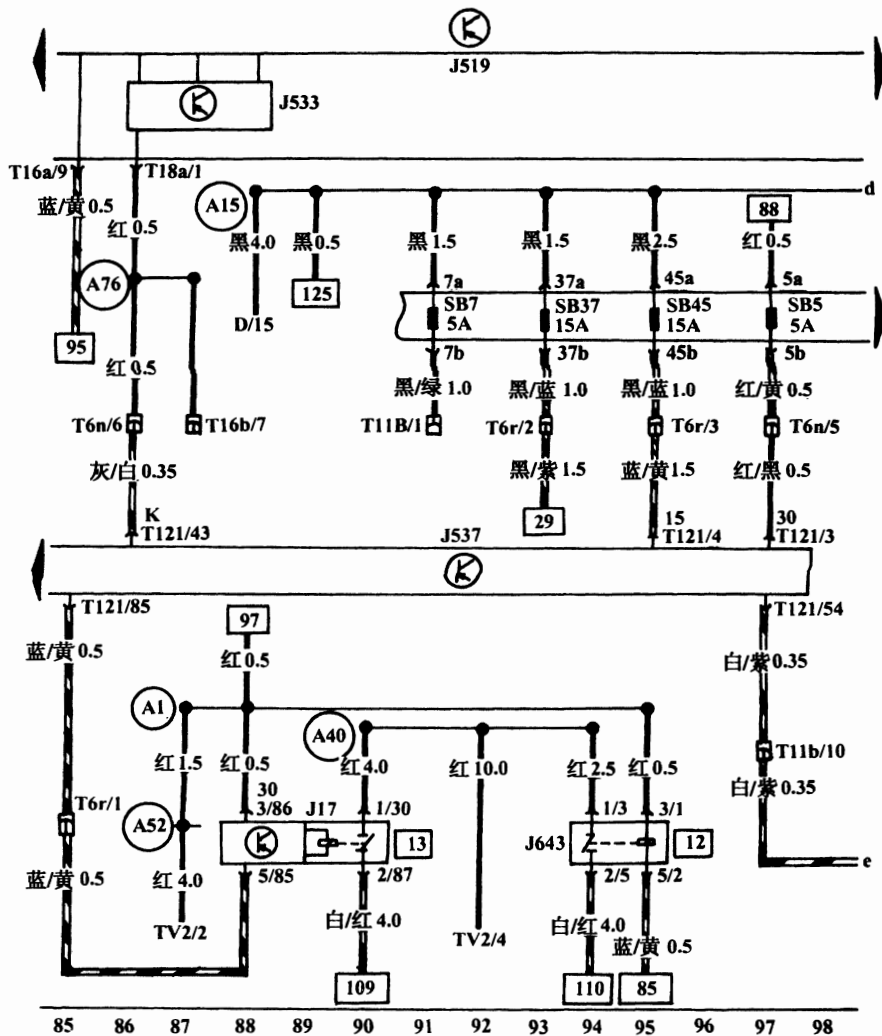 J519
J533
T16a/9
T18a/1
A15
d
蓝/黄 0.5
88
红 0.5
黑 4.0
黑 0.5
黑 1.5
黑 1.5
黑 2.5
红 0.5
A76
125
7a
37a
45a
5a
SB7
5A
SB37
15A
SB45
15A
SB5
5A
D/15
95
7b
37b
45b
5b
红 0.5
黑/绿 1.0
黑/蓝 1.0
黑/蓝 1.0
红/黄 0.5
T6n/6
T16b/7
T11B/1
T6r/2
T6r/3
T6n/5
灰/白 0.35
黑/紫 1.5
蓝/黄 1.5
红/黑 0.5
K
29
15
30
T121/43
J537
T121/4
T121/3
T121/85
97
T121/54
蓝/黄 0.5
红 0.5
白/紫 0.35
A1
A40
红 1.5
红 0.5
红 4.0
红 10.0
红 2.5
红 0.5
T11b/10
白/紫 0.35
T6r/1
A52
30
3/86
J17
1/30
13
1/3
3/1
J643
12
蓝/黄 0.5
红 4.0
5/85
2/87
2/5
5/2
e
白/红 4.0
白/红 4.0
TV2/2
TV2/4
蓝/黄 0.5
109
110
85
85 86 87 88 89 90 91 92 93 94 95 96 97 98